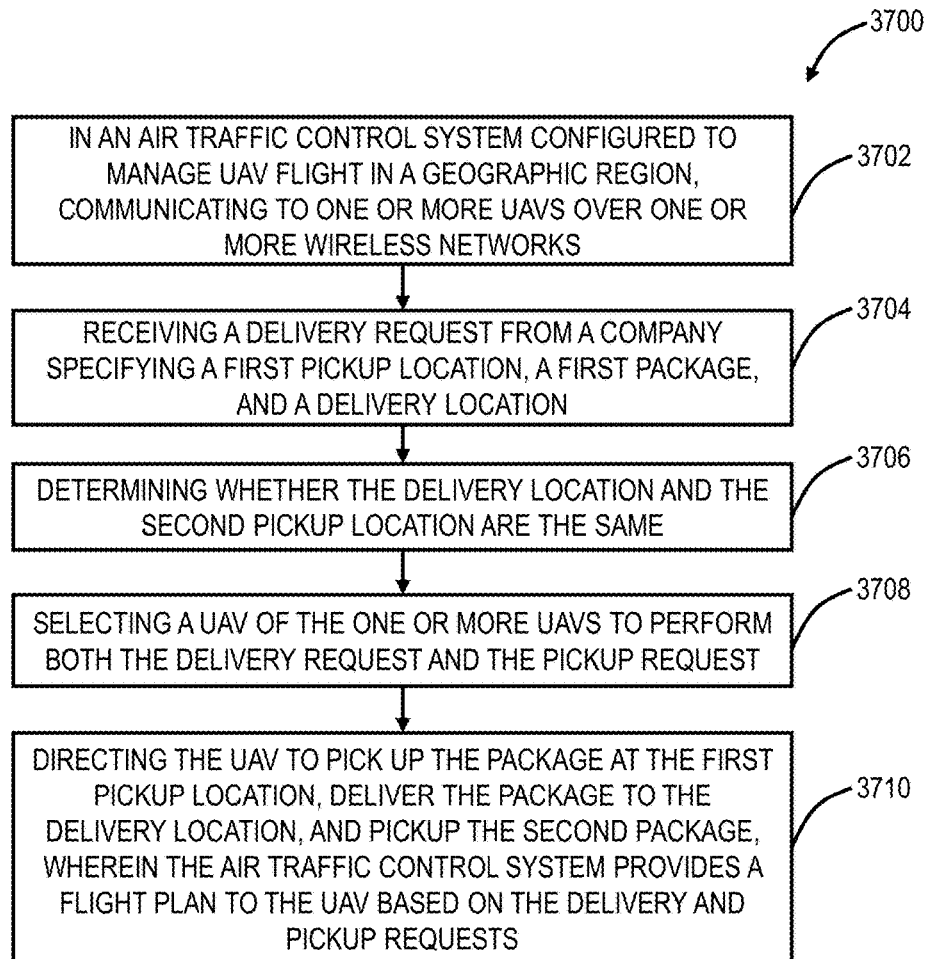 3700
IN AN AIR TRAFFIC CONTROL SYSTEM CONFIGURED TO
MANAGE UAV FLIGHT IN A GEOGRAPHIC REGION,
COMMUNICATING TO ONE OR MORE UAVS OVER ONE OR
MORE WIRELESS NETWORKS
3702
RECEIVING A DELIVERY REQUEST FROM A COMPANY
SPECIFYING A FIRST PICKUP LOCATION, A FIRST PACKAGE,
AND A DELIVERY LOCATION
3704
DETERMINING WHETHER THE DELIVERY LOCATION AND THE
SECOND PICKUP LOCATION ARE THE SAME
3706
SELECTING A UAV OF THE ONE OR MORE UAVS TO PERFORM
BOTH THE DELIVERY REQUEST AND THE PICKUP REQUEST
3708
DIRECTING THE UAV TO PICK UP THE PACKAGE AT THE FIRST
PICKUP LOCATION, DELIVER THE PACKAGE TO THE
DELIVERY LOCATION, AND PICKUP THE SECOND PACKAGE,
WHEREIN THE AIR TRAFFIC CONTROL SYSTEM PROVIDES A
FLIGHT PLAN TO THE UAV BASED ON THE DELIVERY AND
PICKUP REQUESTS
3710